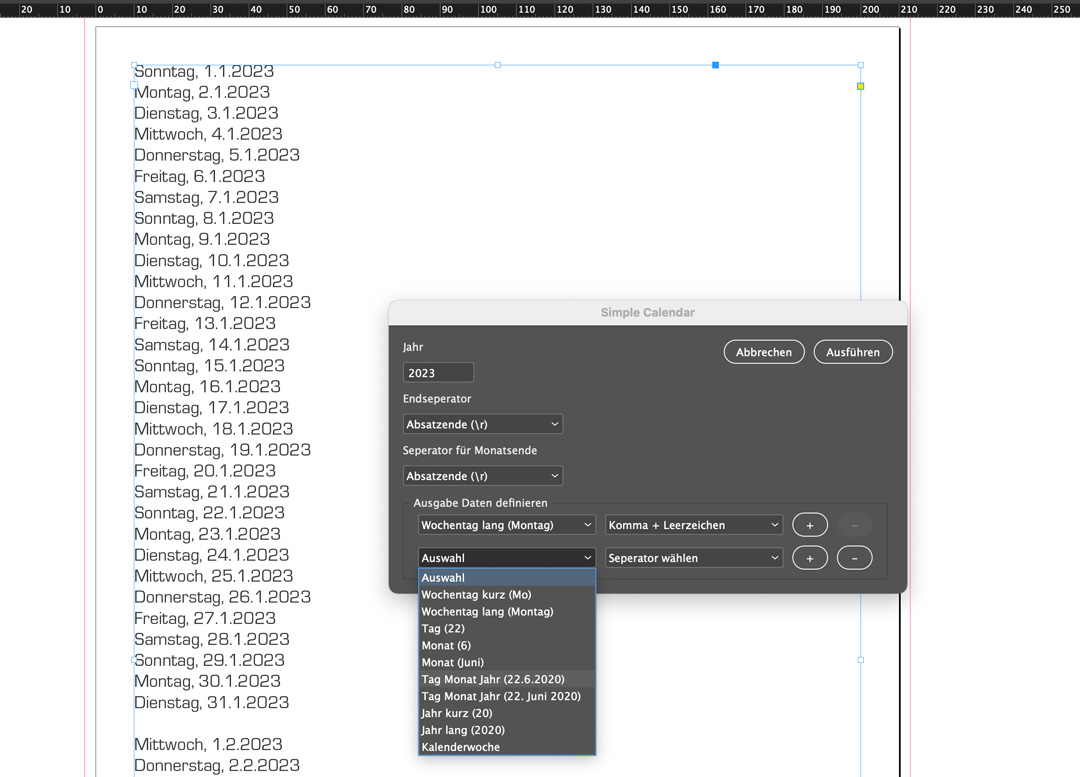 20 10 0 10 20 30 40 50 60 70 80 90 100 110 120 130 140 150 160 170 180 190 200 210 220 230 240 250
Sonntag, 1.1.2023
Montag, 2.1.2023
Dienstag, 3.1.2023
Mittwoch, 4.1.2023
Donnerstag, 5.1.2023
Freitag, 6.1.2023
Samstag, 7.1.2023
Sonntag, 8.1.2023
Montag, 9.1.2023
Dienstag, 10.1.2023
Mittwoch, 11.1.2023
Donnerstag, 12.1.2023
Freitag, 13.1.2023
Samstag, 14.1.2023
Sonntag, 15.1.2023
Montag, 16.1.2023
Dienstag, 17.1.2023
Mittwoch, 18.1.2023
Donnerstag, 19.1.2023
Freitag, 20.1.2023
Samstag, 21.1.2023
Sonntag, 22.1.2023
Montag, 23.1.2023
Dienstag, 24.1.2023
Mittwoch, 25.1.2023
Donnerstag, 26.1.2023
Freitag, 27.1.2023
Samstag, 28.1.2023
Sonntag, 29.1.2023
Montag, 30.1.2023
Dienstag, 31.1.2023
Mittwoch, 1.2.2023
Donnerstag, 2.2.2023
Simple Calendar
Jahr
Abbrechen
Ausführen
2023
Endseperator
Absatzende (\r)
Seperator für Monatsende
Absatzende (\r)
Ausgabe Daten definieren
Wochentag lang (Montag) Komma + Leerzeichen + -
Auswahl Seperator wählen + -
Auswahl
Wochentag kurz (Mo)
Wochentag lang (Montag)
Tag (22)
Monat (6)
Monat (Juni)
Tag Monat Jahr (22.6.2020)
Tag Monat Jahr (22. Juni 2020)
Jahr kurz (20)
Jahr lang (2020)
Kalenderwoche